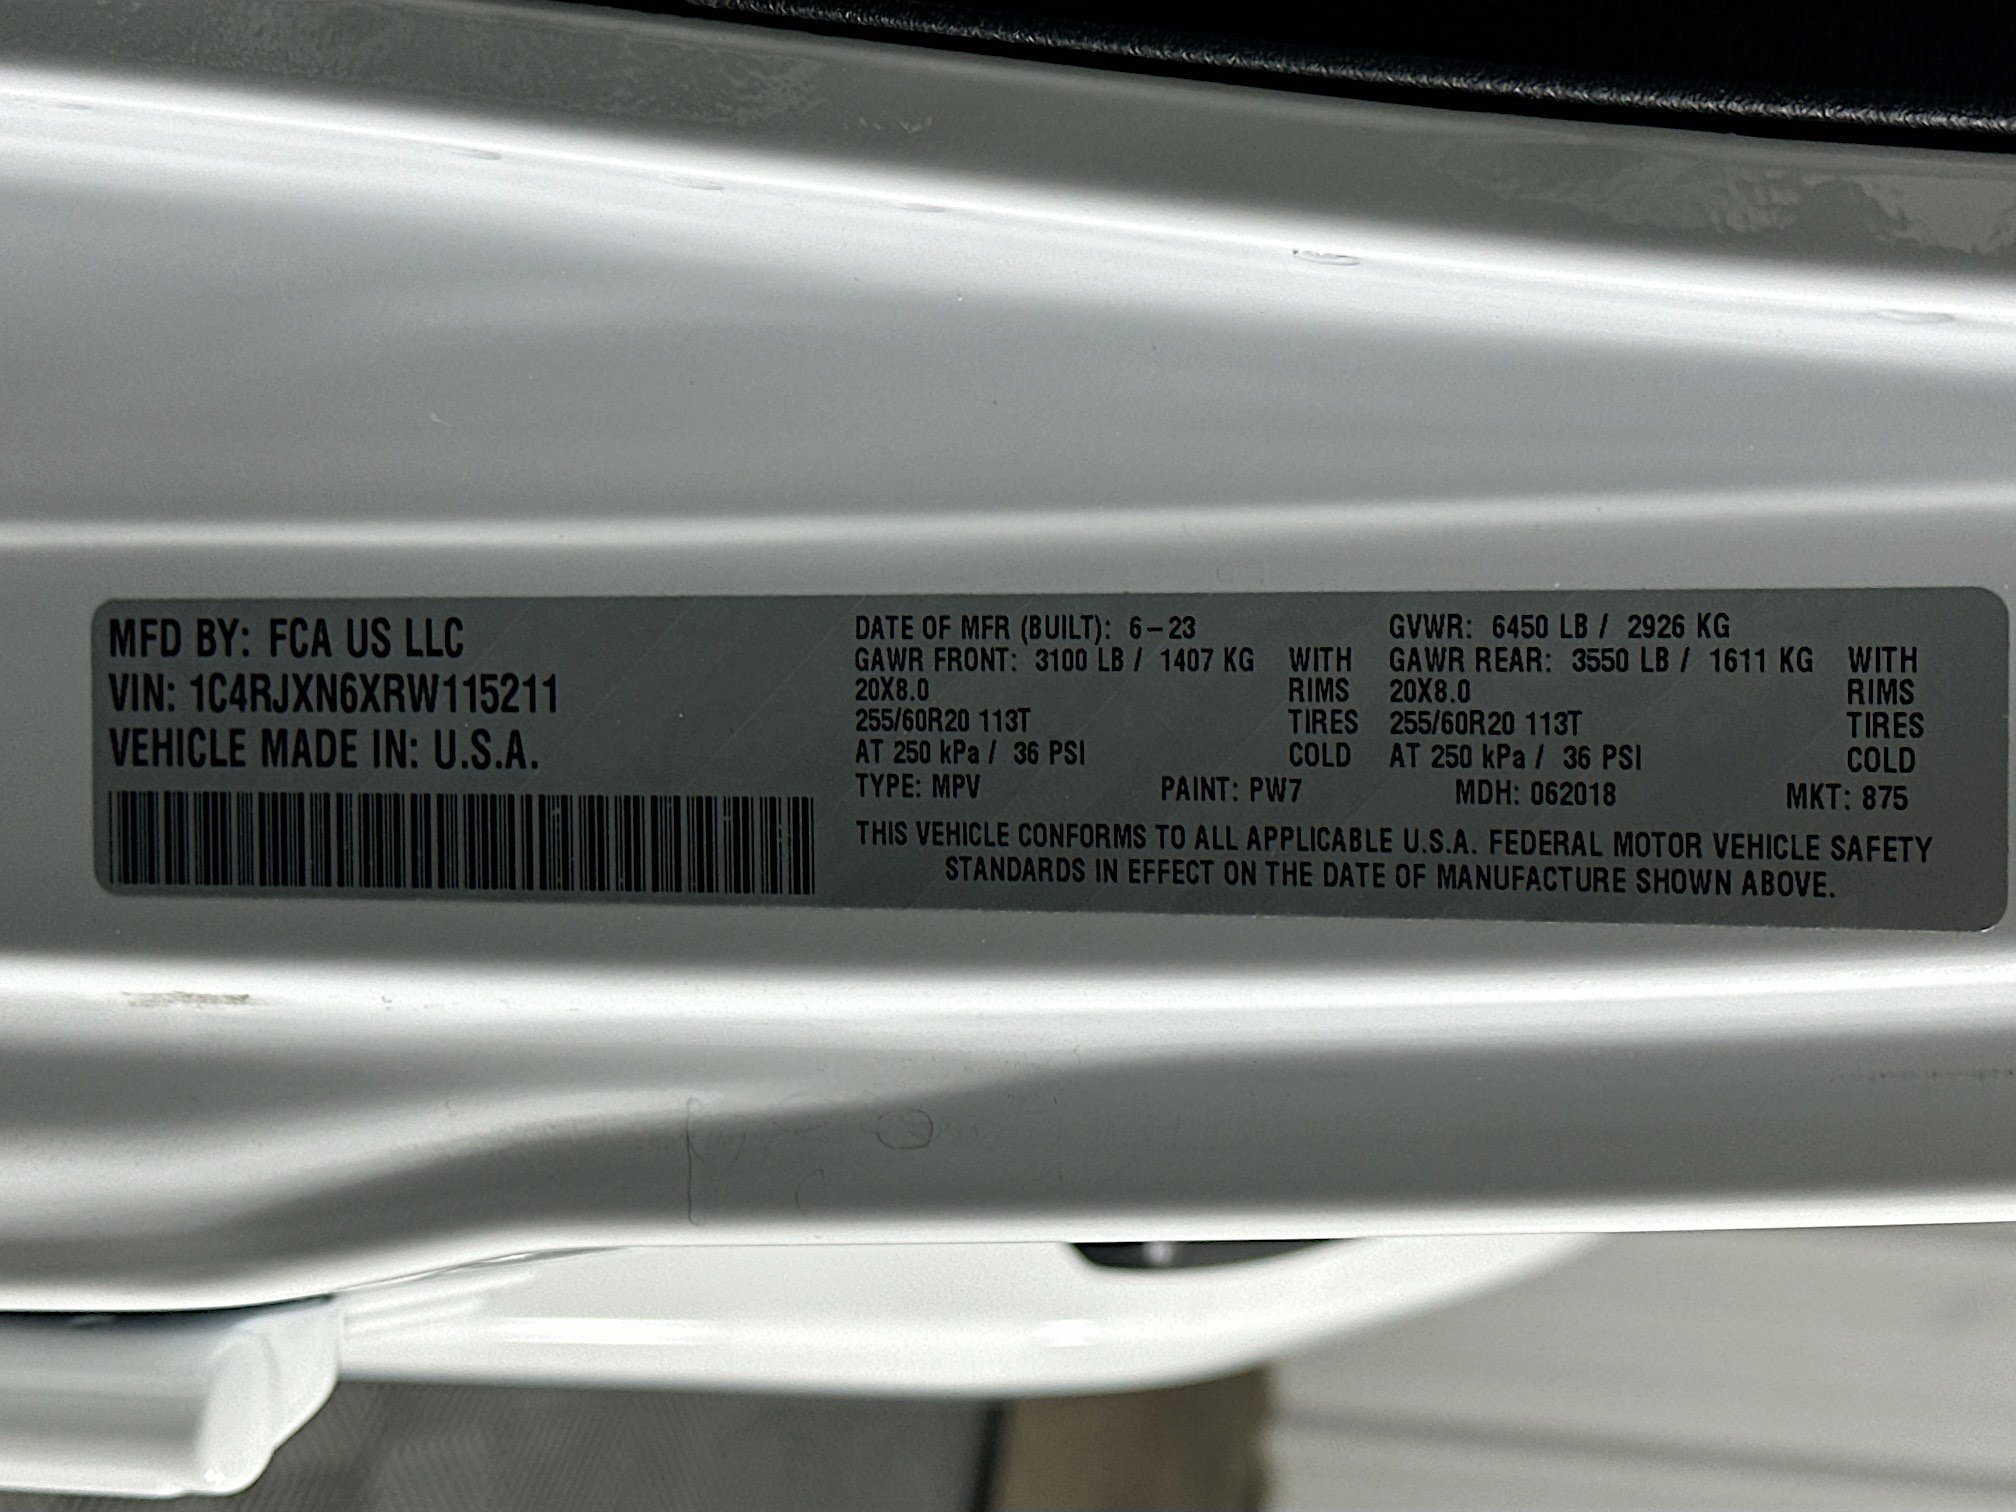 MFD BY: FCA US LLC
VIN: 1C4RJXN6XRW115211
VEHICLE MADE IN: U.S.A.
DATE OF MFR (BUILT): 6-23 GVWR: 6450 LB / 2926 KG
GAWR FRONT: 3100 LB / 1407 KG WITH GAWR REAR: 3550 LB / 1611 KG WITH
20X8.0 RIMS 20X8.0 RIMS
255/60R20 113T TIRES 255/60R20 113T TIRES
AT 250 kPa / 36 PSI COLD AT 250 kPa / 36 PSI COLD
TYPE: MPV PAINT: PW7 MDH: 062018 MKT: 875
THIS VEHICLE CONFORMS TO ALL APPLICABLE U.S.A. FEDERAL MOTOR VEHICLE SAFETY
STANDARDS IN EFFECT ON THE DATE OF MANUFACTURE SHOWN ABOVE.